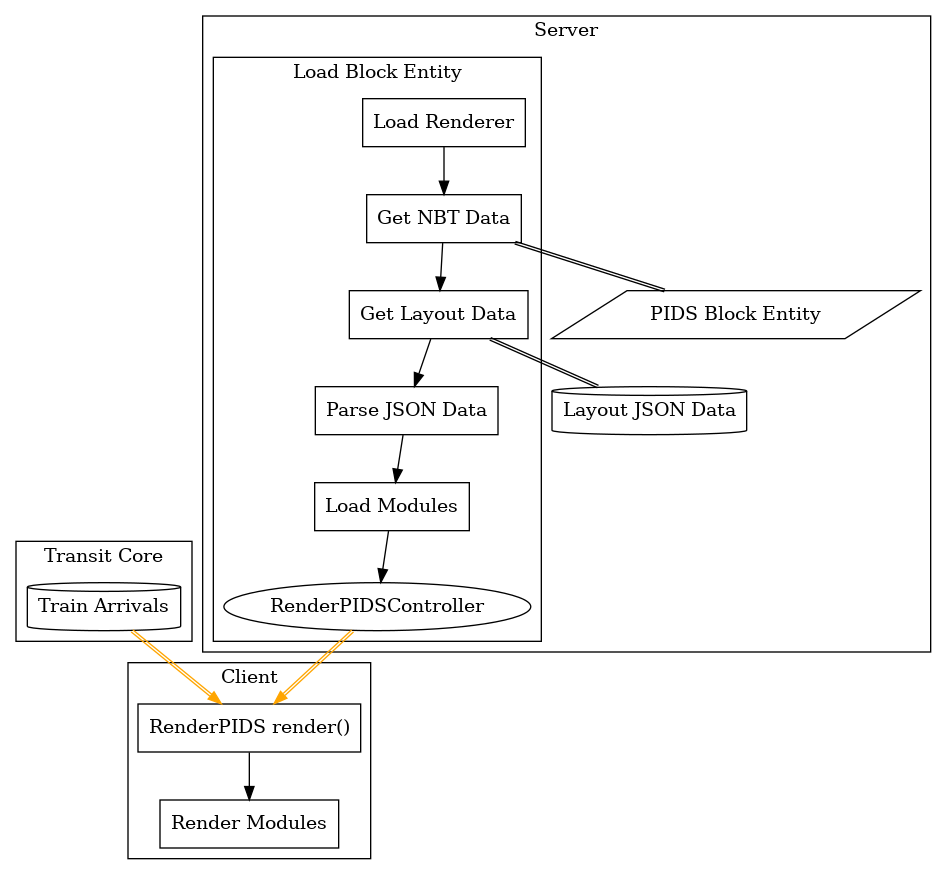 Server
Load Block Entity
Load Renderer
Get NBT Data
Get Layout Data
PIDS Block Entity
Parse JSON Data
Layout JSON Data
Load Modules
Transit Core
Train Arrivals
RenderPIDSController
Client
RenderPIDS render()
Render Modules